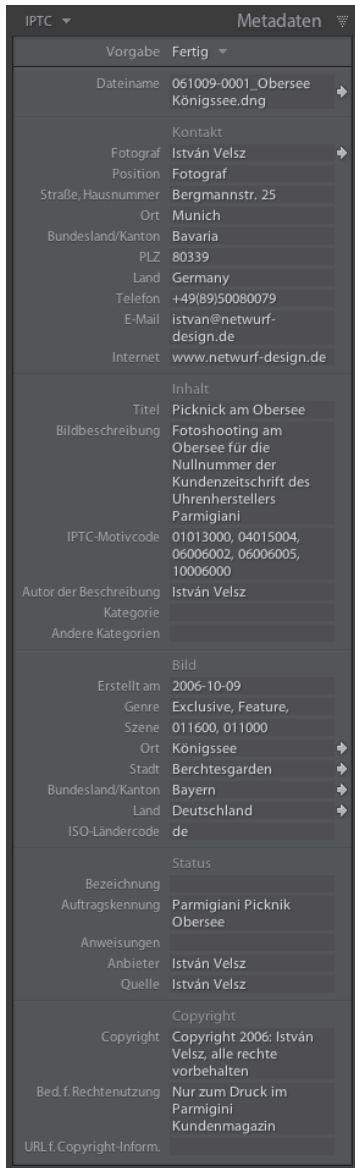 IPTC Metadaten
Vorgabe Fertig
Dateiname 061009-0001_Obersee
Königssee.dng
Kontakt
Fotograf István Velsz
Position Fotograf
Straße, Hausnummer Bergmannstr. 25
Ort Munich
Bundesland/Kanton Bavaria
PLZ 80339
Land Germany
Telefon +49(89)50080079
E-Mail istvan@netwurf-
design.de
Internet www.netwurf-design.de
Inhalt
Titel Picknick am Obersee
Bildbeschreibung Fotoshooting am
Obersee für die
Nullnummer der
Kundenzeitschrift des
Uhrenherstellers
Parmigiani
IPTC-Motivcode 01013000, 04015004,
06006002, 06006005,
10006000
Autor der Beschreibung István Velsz
Kategorie
Andere Kategorien
Bild
Erstellt am 2006-10-09
Genre Exclusive, Feature,
Szene 011600, 011000
Ort Königssee
Stadt Berchtesgarden
Bundesland/Kanton Bayern
Land Deutschland
ISO-Ländercode de
Status
Bezeichnung
Auftragskennung Parmigiani Picknik
Obersee
Anweisungen
Anbieter István Velsz
Quelle István Velsz
Copyright
Copyright Copyright 2006: István
Velsz, alle rechte
vorbehalten
Bed. f. Rechtenutzung Nur zum Druck im
Parmigini
Kundenmagazin
URL f. Copyright-Inform.